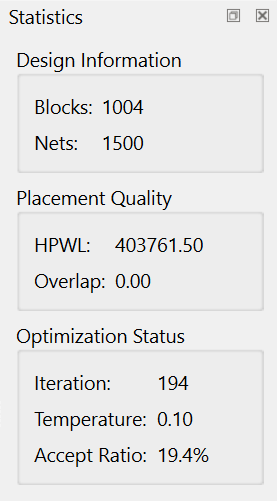 Statistics
Design Information
Blocks: 1004
Nets: 1500
Placement Quality
HPWL: 403761.50
Overlap: 0.00
Optimization Status
Iteration: 194
Temperature: 0.10
Accept Ratio: 19.4%